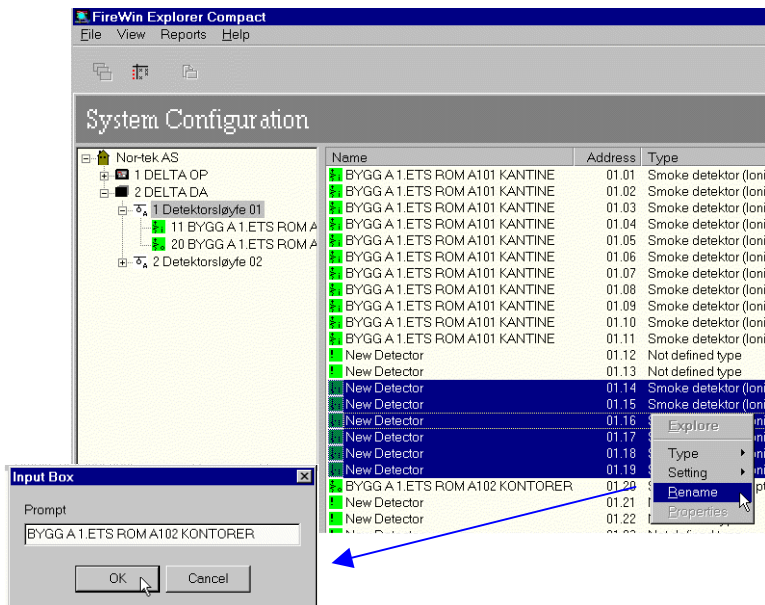 FireWin Explorer Compact
File View Reports Help
System Configuration
Nor-tek AS
1 DELTA OP
2 DELTA DA
1 Detektorsløyfe 01
11 BYGG A 1.ETS ROM A
20 BYGG A 1.ETS ROM A
2 Detektorsløyfe 02
Name Address Type
BYGG A 1.ETS ROM A101 KANTINE 01.01 Smoke detektor (Ioni
BYGG A 1.ETS ROM A101 KANTINE 01.02 Smoke detektor (Ioni
BYGG A 1.ETS ROM A101 KANTINE 01.03 Smoke detektor (Ioni
BYGG A 1.ETS ROM A101 KANTINE 01.04 Smoke detektor (Ioni
BYGG A 1.ETS ROM A101 KANTINE 01.05 Smoke detektor (Ioni
BYGG A 1.ETS ROM A101 KANTINE 01.06 Smoke detektor (Ioni
BYGG A 1.ETS ROM A101 KANTINE 01.07 Smoke detektor (Ioni
BYGG A 1.ETS ROM A101 KANTINE 01.08 Smoke detektor (Ioni
BYGG A 1.ETS ROM A101 KANTINE 01.09 Smoke detektor (Ioni
BYGG A 1.ETS ROM A101 KANTINE 01.10 Smoke detektor (Ioni
BYGG A 1.ETS ROM A101 KANTINE 01.11 Smoke detektor (Ioni
New Detector 01.12 Not defined type
New Detector 01.13 Not defined type
New Detector 01.14 Smoke detektor (Ioni
New Detector 01.15 Smoke detektor (Ioni
New Detector 01.16
New Detector 01.17
New Detector 01.18
New Detector 01.19
BYGG A 1.ETS ROM A102 KONTORER 01.20
New Detector 01.21
New Detector 01.22
Explore
Type
Setting
Rename
Properties
Input Box
Prompt
BYGG A 1.ETS ROM A102 KONTORER
OK Cancel